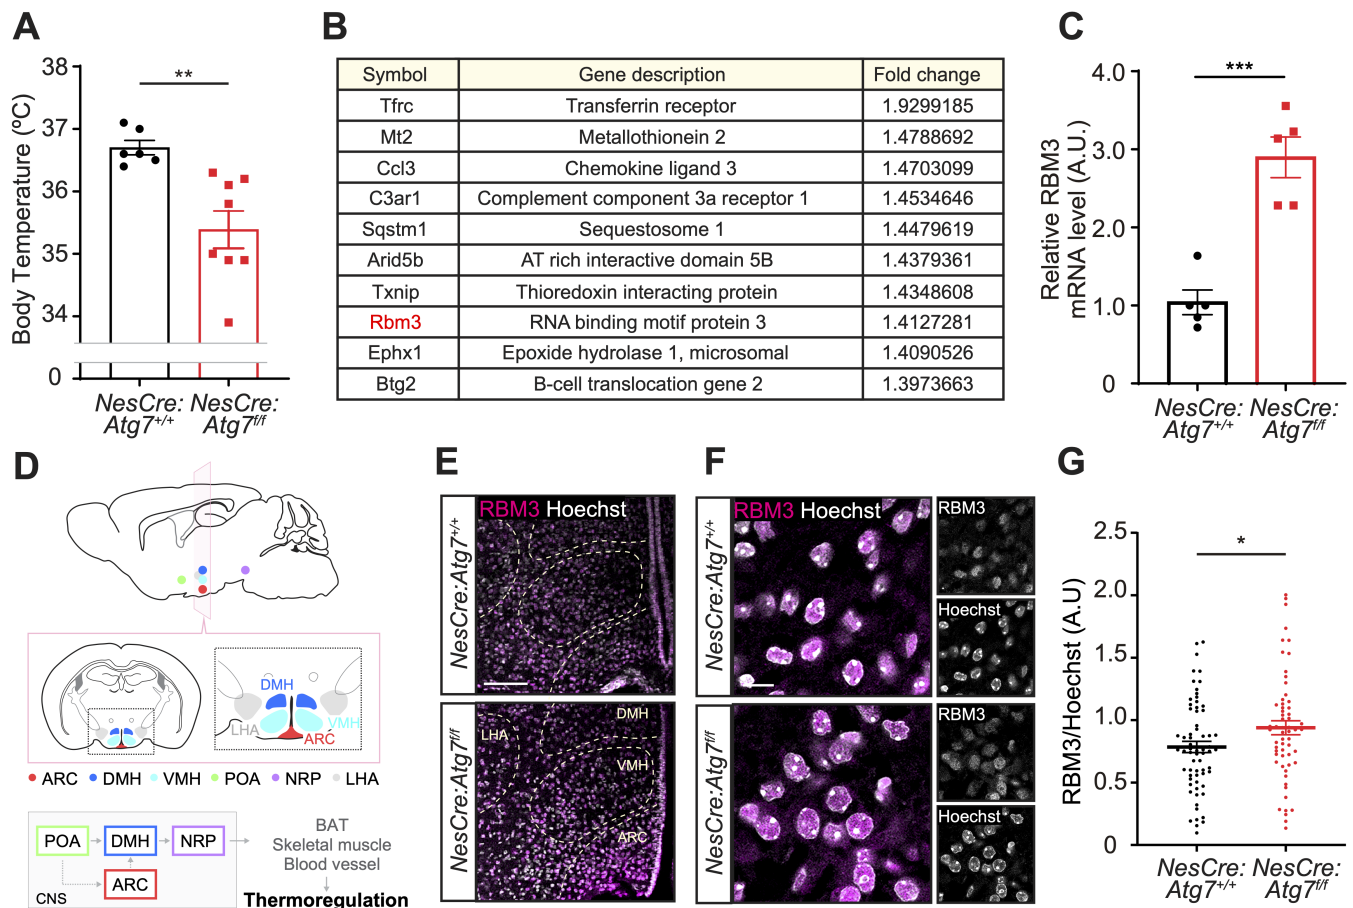 A
38
37
36
35
34
0
Body Temperature (ºC)
**
NesCre: NesCre:
Atg7+/+ Atg7f/f
B
Symbol Gene description Fold change
Tfrc Transferrin receptor 1.9299185
Mt2 Metallothionein 2 1.4788692
Ccl3 Chemokine ligand 3 1.4703099
C3ar1 Complement component 3a receptor 1 1.4534646
Sqstm1 Sequestosome 1 1.4479619
Arid5b AT rich interactive domain 5B 1.4379361
Txnip Thioredoxin interacting protein 1.4348608
Rbm3 RNA binding motif protein 3 1.4127281
Ephx1 Epoxide hydrolase 1, microsomal 1.4090526
Btg2 B-cell translocation gene 2 1.3973663
C
Relative RBM3
mRNA level (A.U.)
4.0
3.0
2.0
1.0
0
***
NesCre: NesCre:
Atg7+/+ Atg7f/f
D
DMH
LHA
VMH
ARC
ARC DMH VMH POA NRP LHA
POA DMH NRP
ARC
CNS
BAT
Skeletal muscle
Blood vessel
Thermoregulation
E
NesCre:Atg7+/+
RBM3 Hoechst
NesCre:Atg7f/f
DMH
LHA
VMH
ARC
F
NesCre:Atg7+/+
RBM3 Hoechst
RBM3
Hoechst
NesCre:Atg7f/f
RBM3
Hoechst
G
RBM3/Hoechst (A.U)
2.5
2.0
1.5
1.0
0.5
0
*
NesCre: NesCre:
Atg7+/+ Atg7f/f